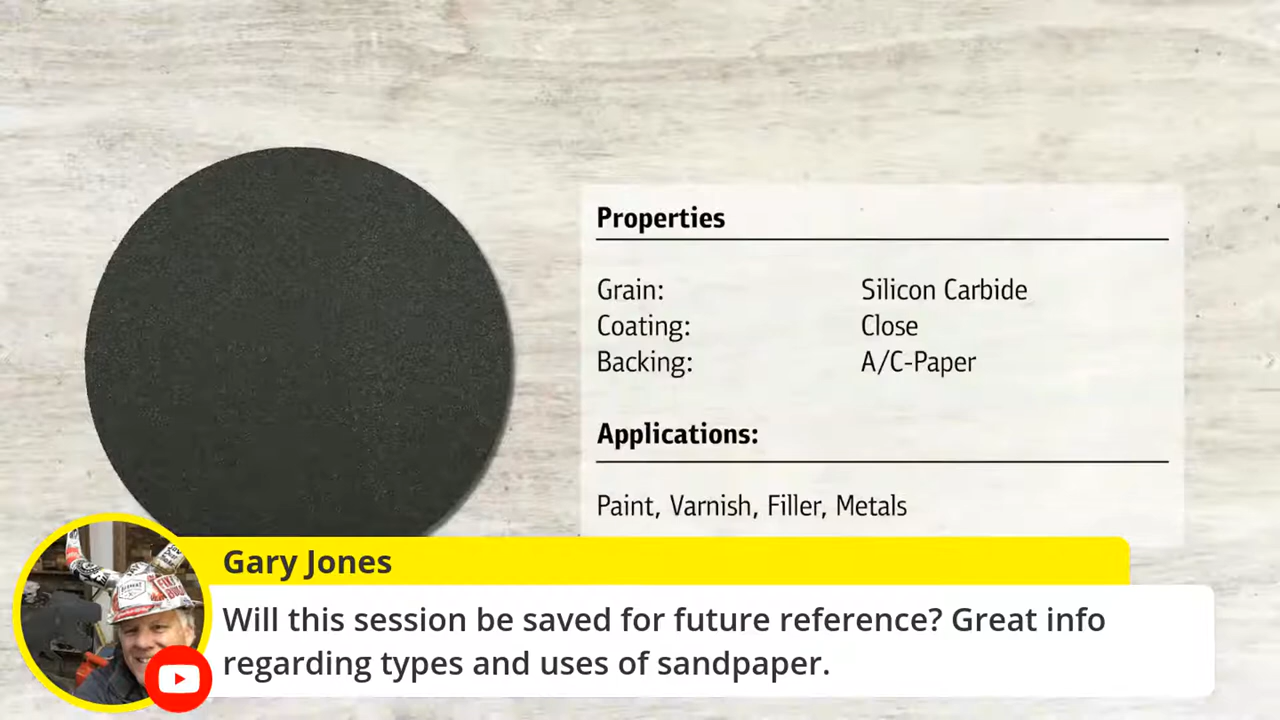 Properties
Grain: Silicon Carbide
Coating: Close
Backing: A/C-Paper
Applications:
Paint, Varnish, Filler, Metals
Gary Jones
Will this session be saved for future reference? Great info
regarding types and uses of sandpaper.